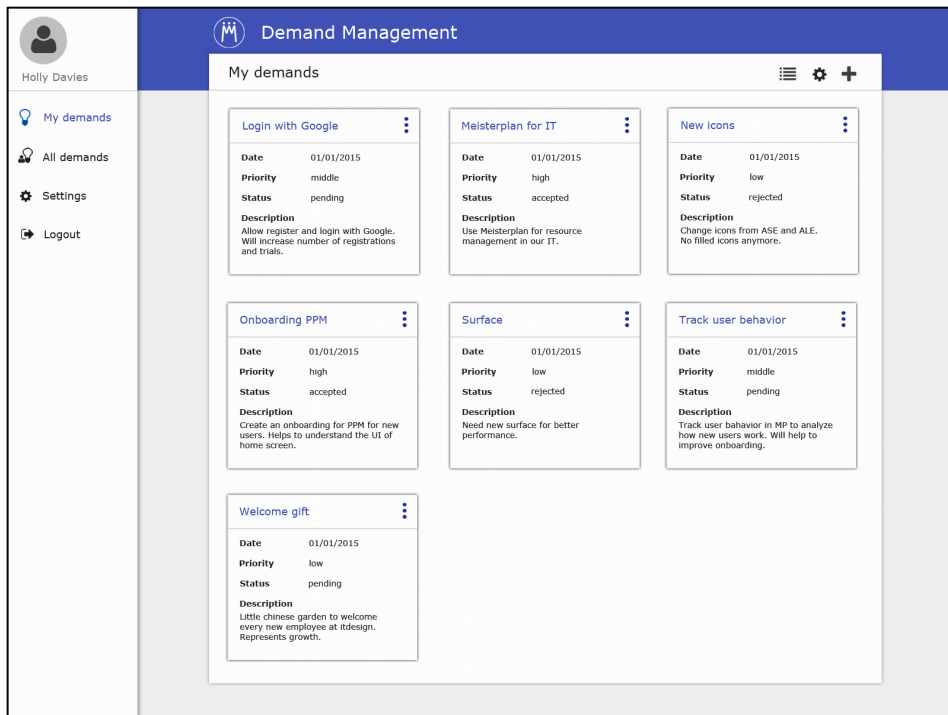 Demand Management
Holly Davies
My demands
All demands
Settings
Logout
My demands
Login with Google
Date 01/01/2015
Priority middle
Status pending
Description
Allow register and login with Google.
Will increase number of registrations
and trials.
Meisterplan for IT
Date 01/01/2015
Priority high
Status accepted
Description
Use Meisterplan for resource
management in our IT.
New icons
Date 01/01/2015
Priority low
Status rejected
Description
Change icons from ASE and ALE.
No filled icons anymore.
Onboarding PPM
Date 01/01/2015
Priority high
Status accepted
Description
Create an onboarding for PPM for new
users. Helps to understand the UI of
home screen.
Surface
Date 01/01/2015
Priority low
Status rejected
Description
Need new surface for better
performance.
Track user behavior
Date 01/01/2015
Priority middle
Status pending
Description
Track user bahavior in MP to analyze
how new users work. Will help to
improve onboarding.
Welcome gift
Date 01/01/2015
Priority low
Status pending
Description
Little chinese garden to welcome
every new employee at itdesign.
Represents growth.